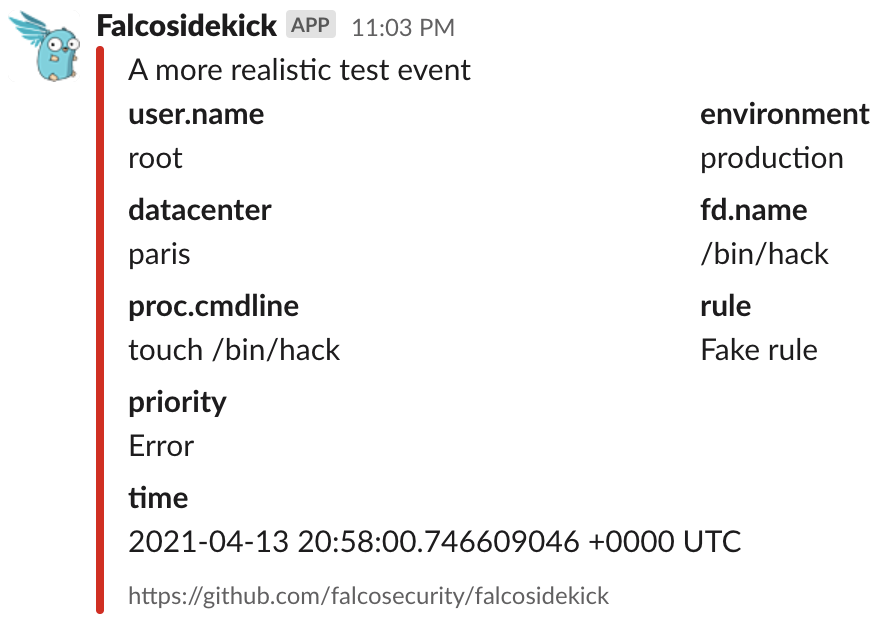 Falcosidekick APP 11:03 PM
A more realistic test event
user.name environment
root production
datacenter fd.name
paris /bin/hack
proc.cmdline rule
touch /bin/hack Fake rule
priority
Error
time
2021-04-13 20:58:00.746609046 +0000 UTC
https://github.com/falcosecurity/falcosidekick